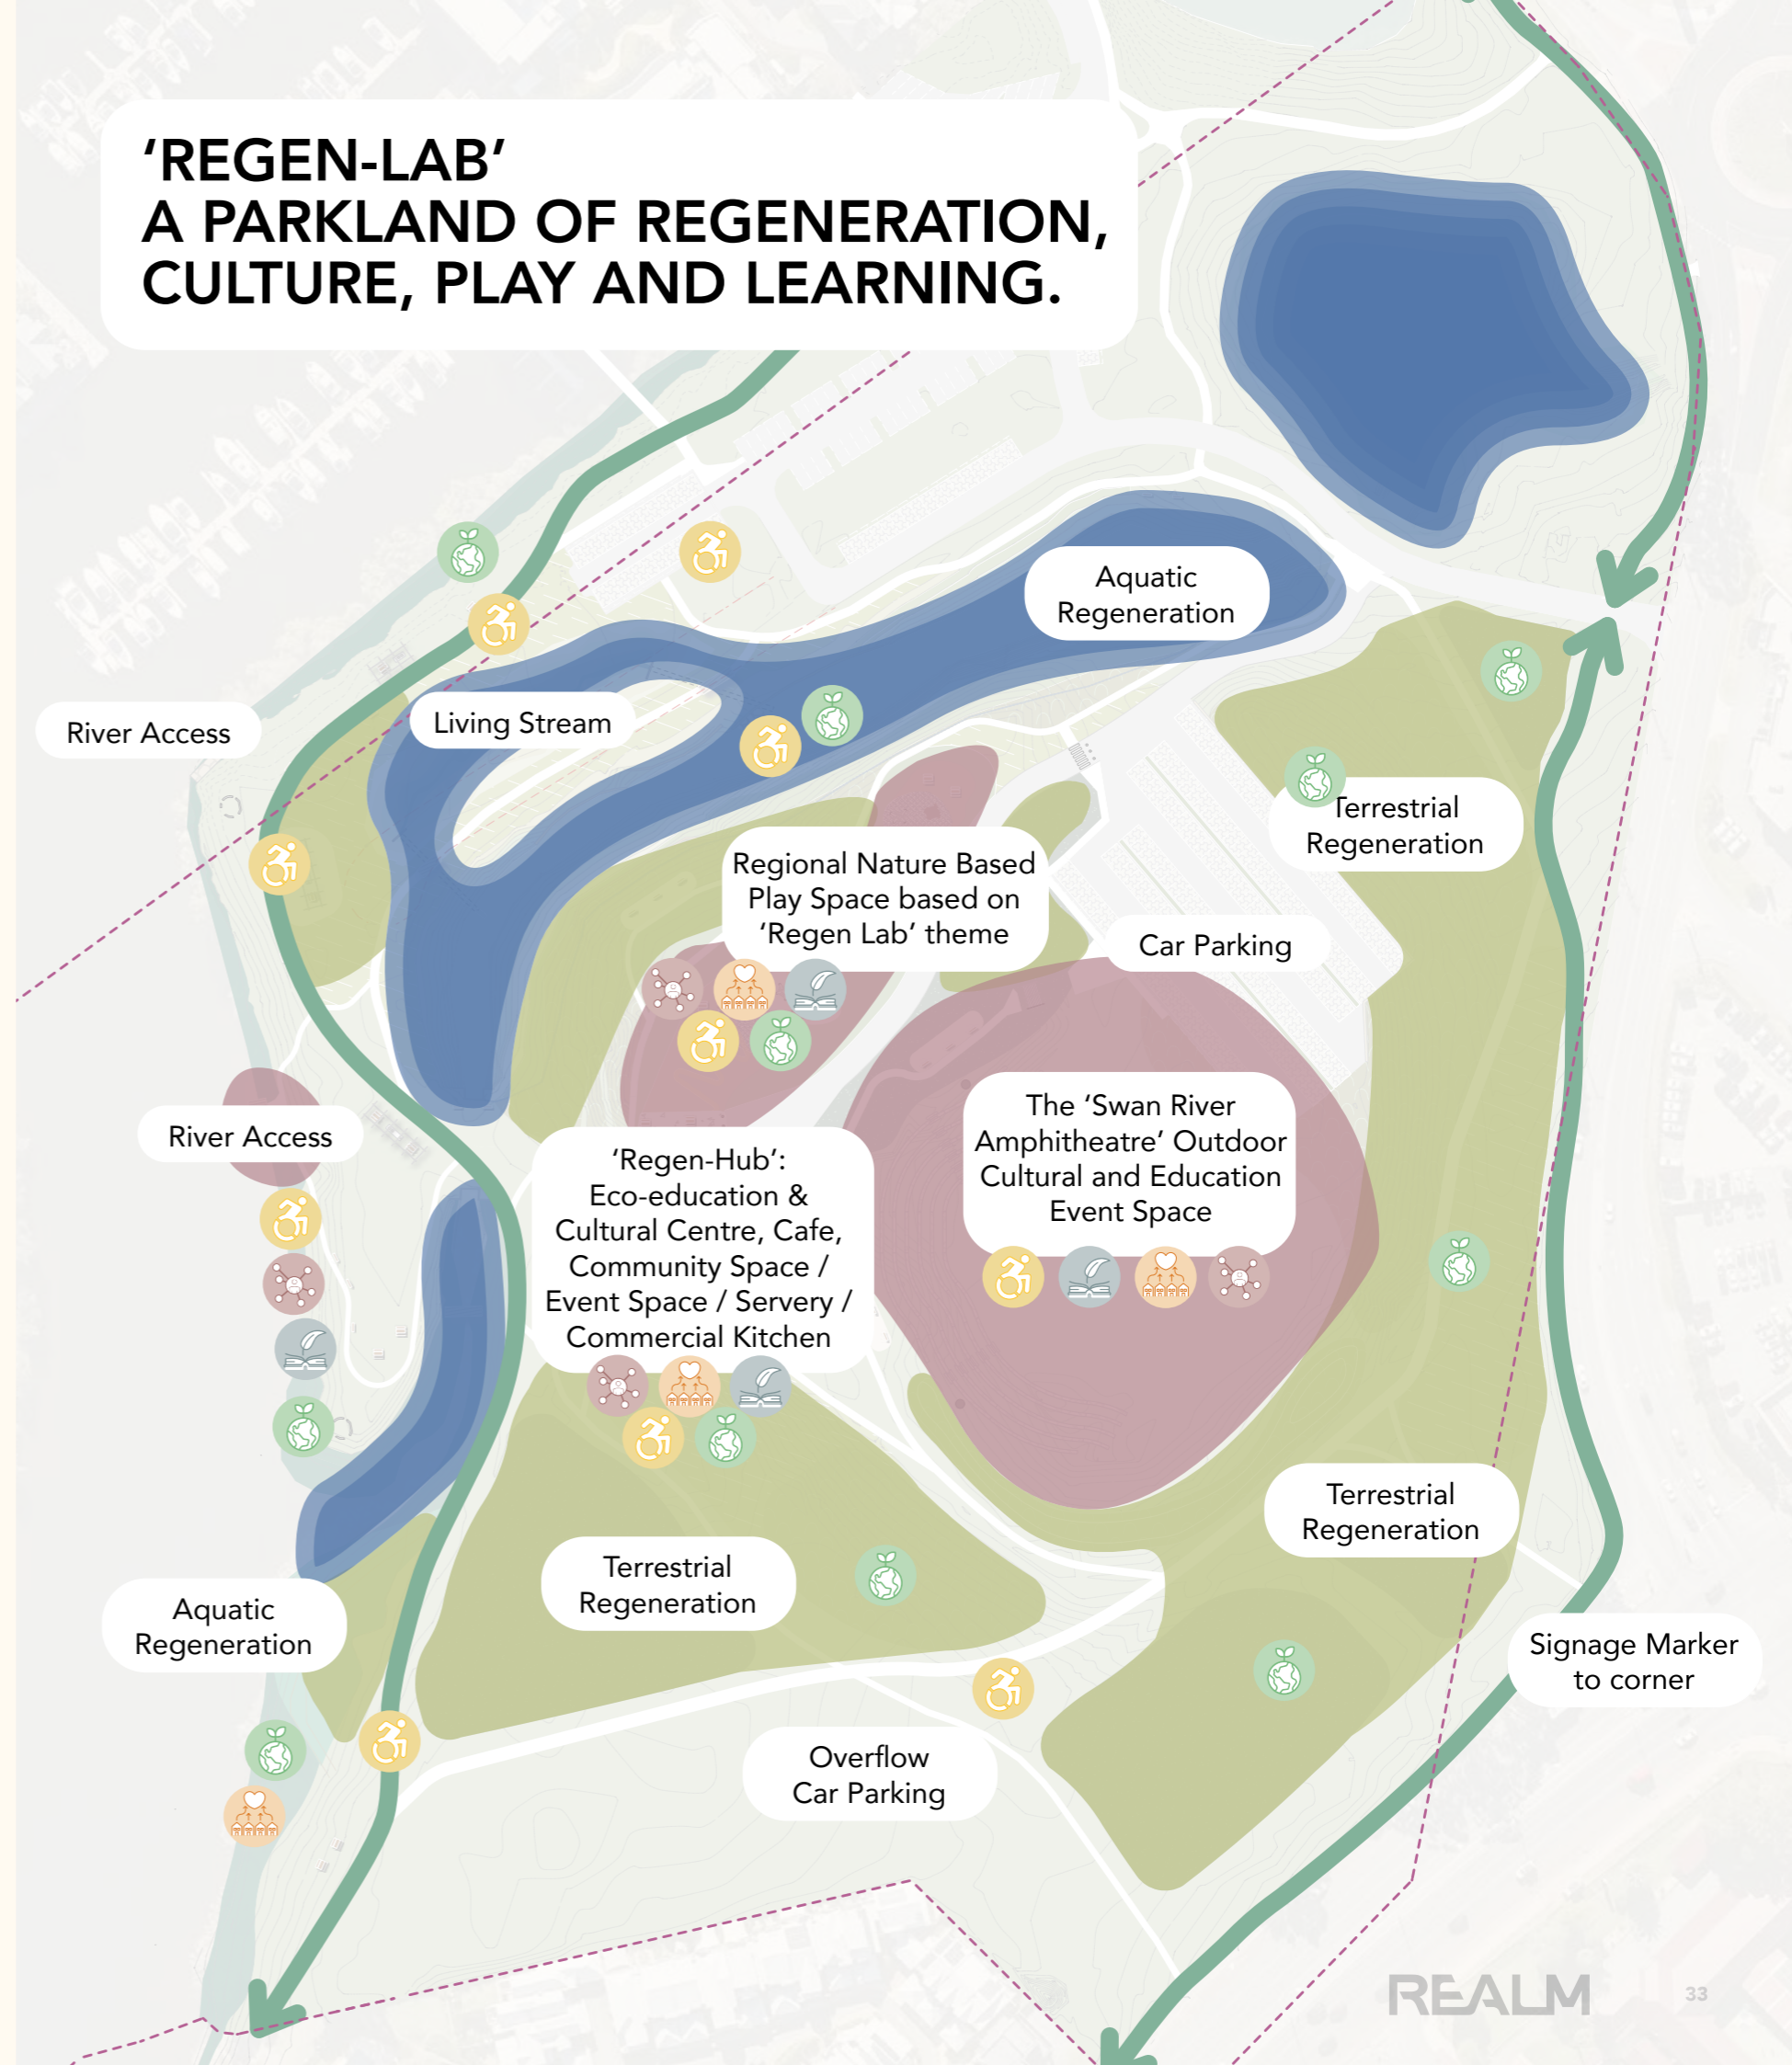 ‘REGEN-LAB’
A PARKLAND OF REGENERATION,
CULTURE, PLAY AND LEARNING.
Aquatic
Regeneration
River Access
Living Stream
Terrestrial
Regeneration
Regional Nature Based
Play Space based on
‘Regen Lab’ theme
Car Parking
River Access
The ‘Swan River
Amphitheatre’ Outdoor
Cultural and Education
Event Space
‘Regen-Hub’:
Eco-education &
Cultural Centre, Cafe,
Community Space /
Event Space / Servery /
Commercial Kitchen
Terrestrial
Regeneration
Terrestrial
Regeneration
Aquatic
Regeneration
Signage Marker
to corner
Overflow
Car Parking
REALM
33